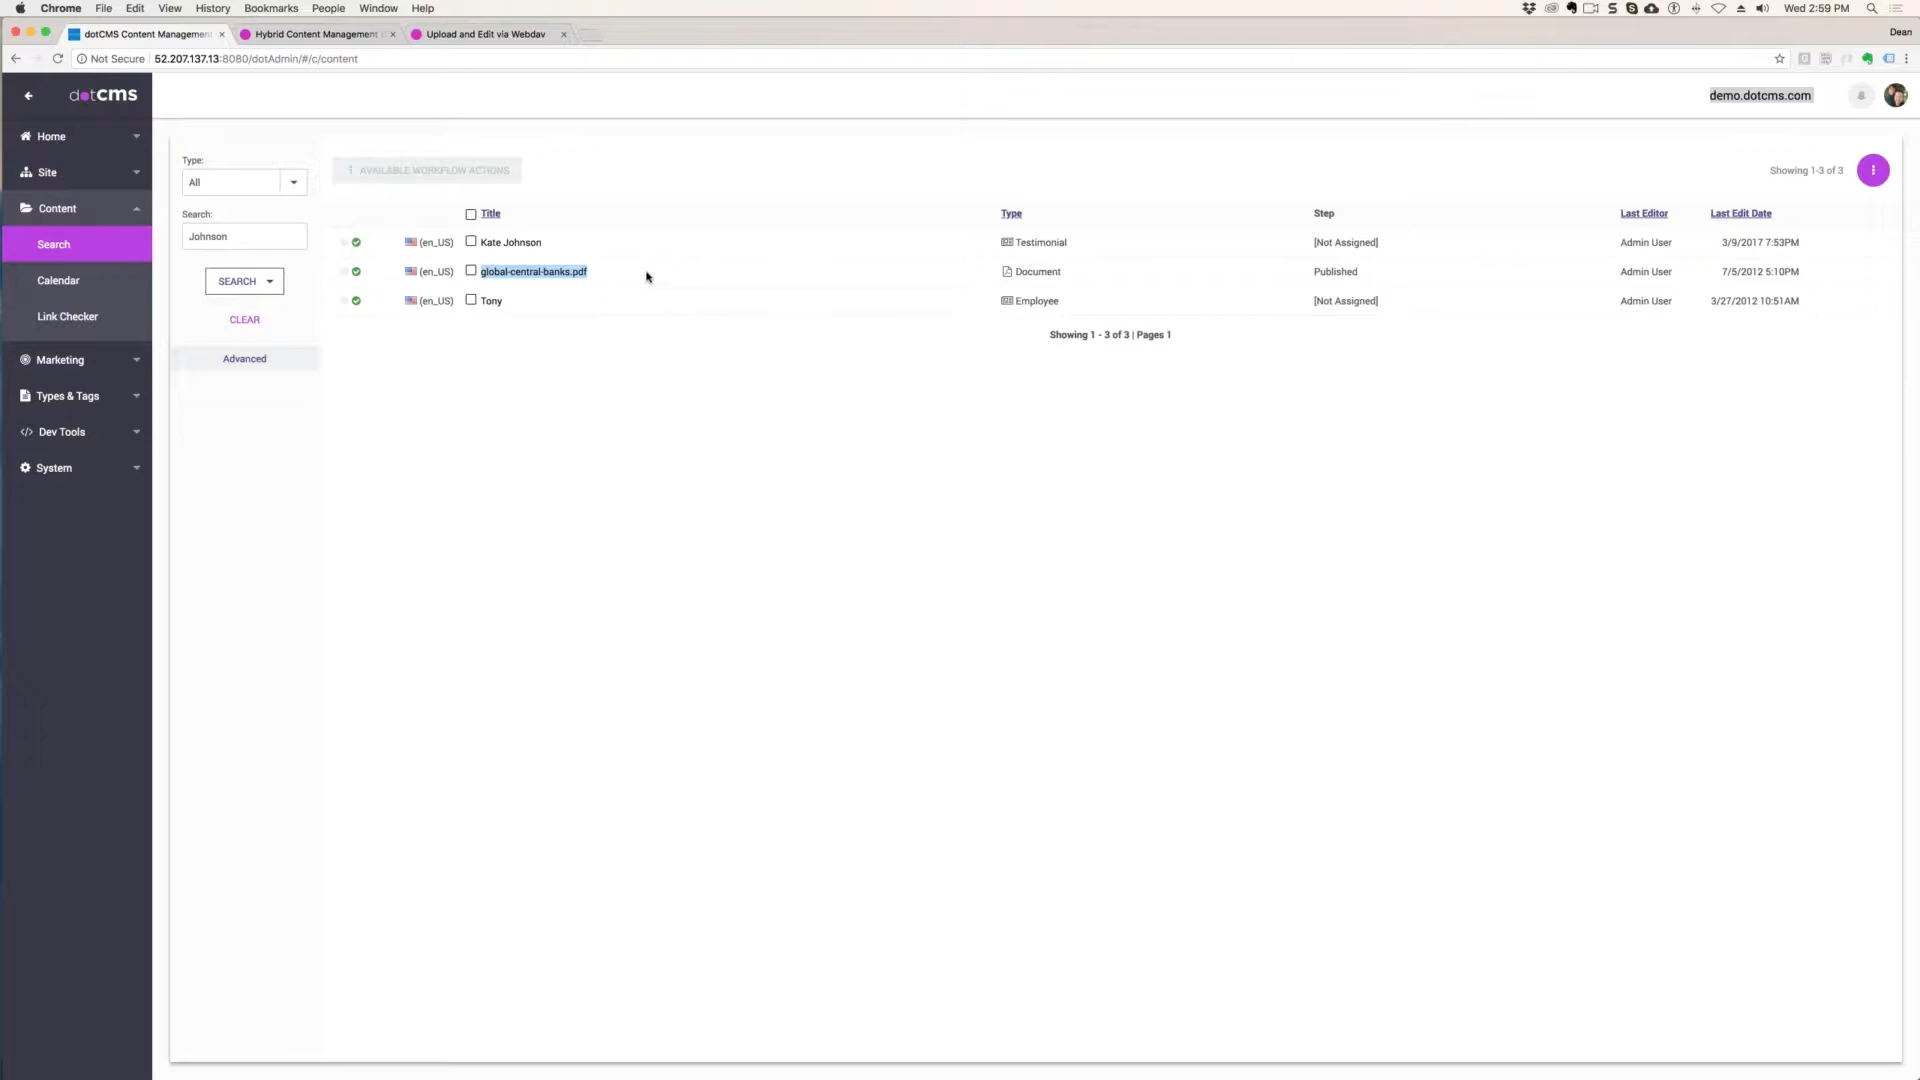 Chrome File Edit View History Bookmarks People Window Help Wed 2:59 PM
dotCMS Content Management Hybrid Content Management Upload and Edit via Webdav Dean
Not Secure 52.207.137.13:8080/dotAdmin/#/c/content
dotCMS demo.dotcms.com
Home
Site
Content
Search
Calendar
Link Checker
Marketing
Types & Tags
Dev Tools
System
Type:
All
Search:
Johnson
SEARCH
CLEAR
Advanced
AVAILABLE WORKFLOW ACTIONS Showing 1-3 of 3
Title Type Step Last Editor Last Edit Date
(en_US) Kate Johnson Testimonial [Not Assigned] Admin User 3/9/2017 7:53PM
(en_US) global-central-banks.pdf Document Published Admin User 7/5/2012 5:10PM
(en_US) Tony Employee [Not Assigned] Admin User 3/27/2012 10:51AM
Showing 1 - 3 of 3 | Pages 1